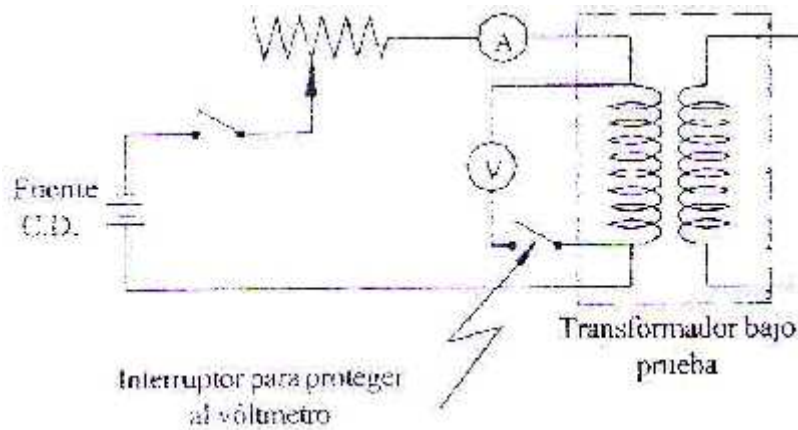 A
V
Fuente
C.D.
Transformador bajo
prueba
Interruptor para proteger
al vóltmetro